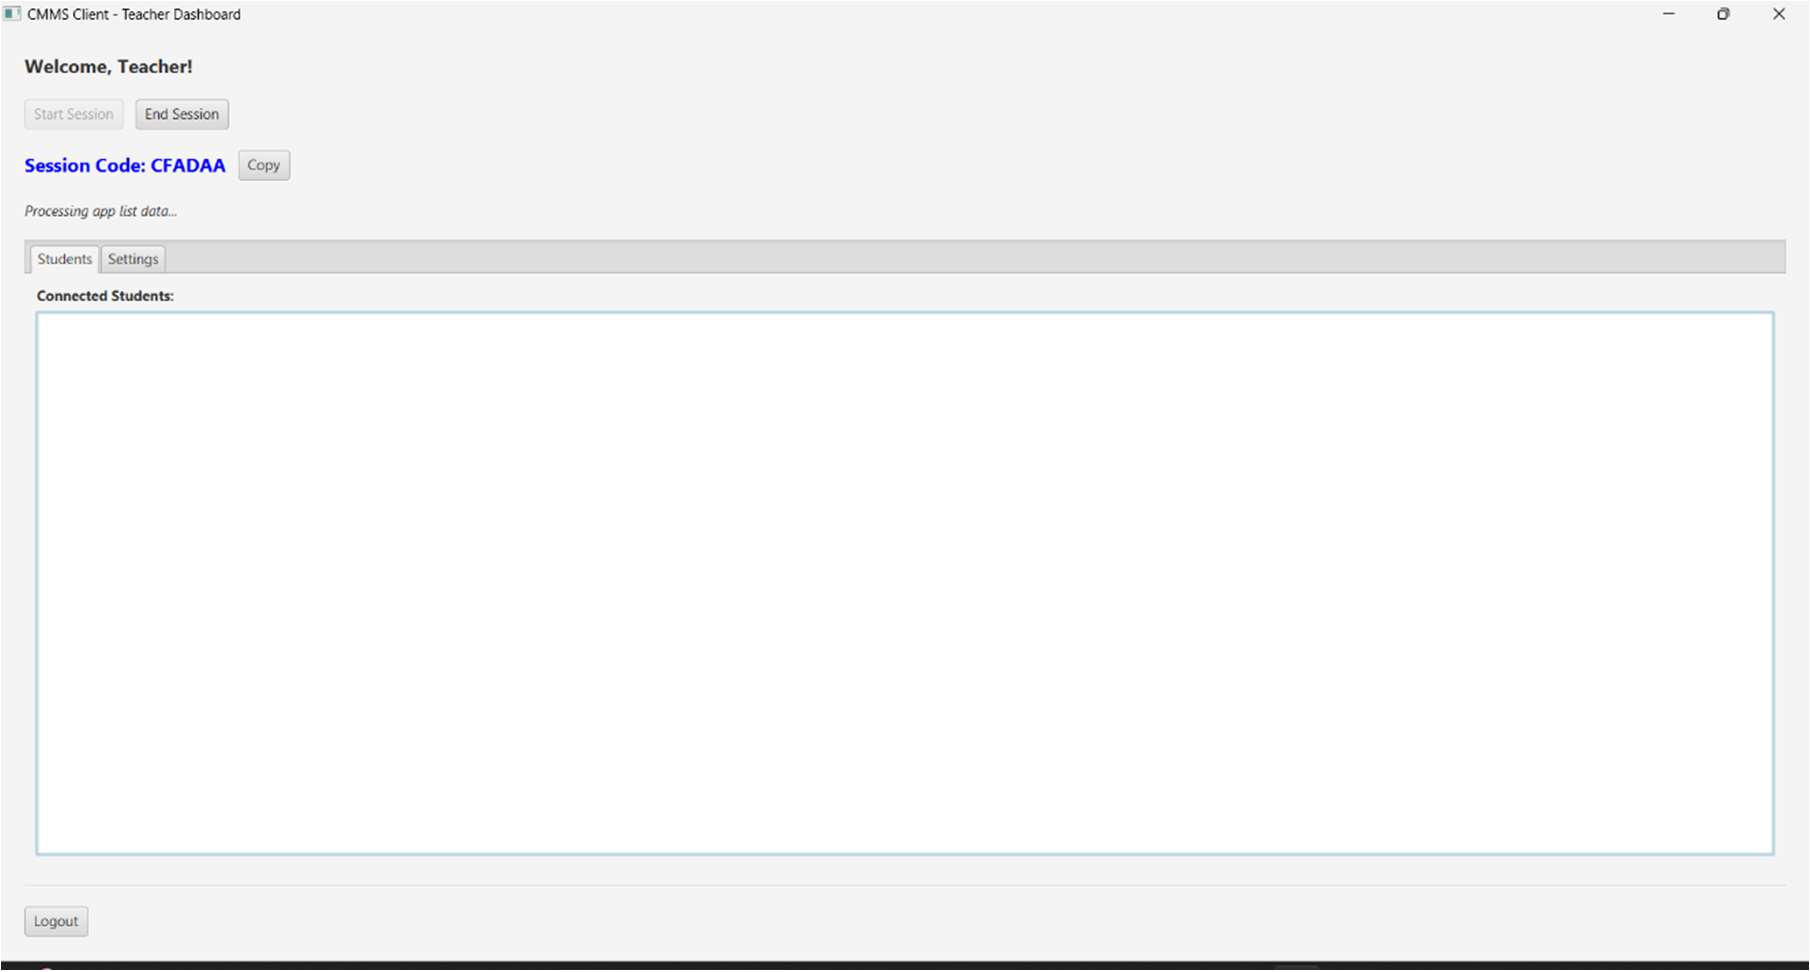 CMMS Client - Teacher Dashboard
Welcome, Teacher!
Start Session End Session
Session Code: CFADAA Copy
Processing app list data...
Students Settings
Connected Students:
Logout